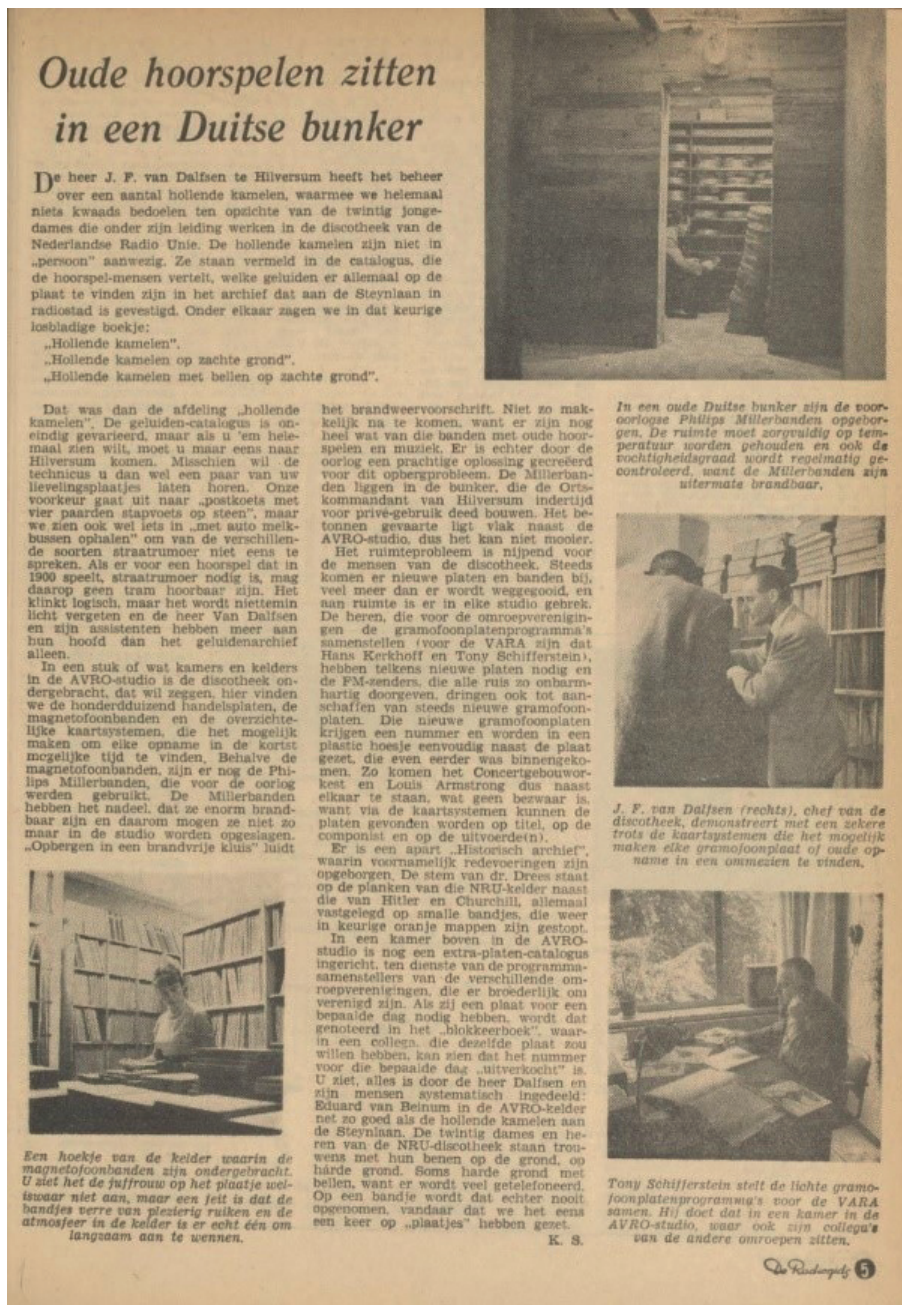 Oude hoorspelen zitten
in een Duitse bunker
De heer J. F. van Dalfsen te Hilversum heeft het beheer
over een aantal hollende kamelen, waarmee we helemaal
niets kwaads bedoelen ten opzichte van de twintig jonge-
dames die onder zijn leiding werken in de discotheek van de
Nederlandse Radio Unie. De hollende kamelen zijn niet in
„persoon” aanwezig. Ze staan vermeld in de catalogus, die
de hoorspel-mensen vertelt, welke geluiden er allemaal op de
plaat te vinden zijn in het archief dat aan de Steynlaan in
radiostad is gevestigd. Onder elkaar zagen we in dat keurige
losbladige boekje:
„Hollende kamelen”.
„Hollende kamelen op zachte grond”.
„Hollende kamelen met bellen op zachte grond”.
Dat was dan de afdeling „hollende
kamelen”. De geluiden-catalogus is on-
eindig gevarieerd, maar als u 'em hele-
maal zien wilt, moet u maar eens naar
Hilversum komen. Misschien wil de
technicus u dan wel een paar van uw
lievelingsplaatjes laten horen. Onze
voorkeur gaat uit naar „postkoets met
vier paarden stapvoets op steen”, maar
we zien ook wel iets in „met auto melk-
bussen ophalen” om van de verschillen-
de soorten straatrumoer niet eens te
spreken. Als er voor een hoorspel dat in
1900 speelt, straatrumoer nodig is, mag
daarop geen tram hoorbaar zijn. Het
klinkt logisch, maar het wordt niettemin
licht vergeten en de heer Van Dalfsen
en zijn assistenten hebben meer aan
hun hoofd dan het geluidenarchief
alleen.
In een stuk of wat kamers en kelders
in de AVRO-studio is de discotheek on-
dergebracht, dat wil zeggen, hier vinden
we de honderdduizend handelsplaten, de
magnetofoonbanden en de overzichte-
lijke kaartsystemen, die het mogelijk
maken om elke opname in de kortst
mogelijke tijd te vinden. Behalve de
magnetofoonbanden, zijn er nog de Phi-
lips Millerbanden, die voor de oorlog
werden gebruikt. De Millerbanden
hebben het nadeel, dat ze enorm brand-
baar zijn en daarom mogen ze niet zo
maar in de studio worden opgeslagen.
„Opbergen in een brandvrije kluis” luidt
Een hoekje van de kelder waarin de
magnetofoonbanden zijn ondergebracht.
U ziet het de juffrouw op het plaatje wel-
iswaar niet aan, maar een feit is dat de
bandjes verre van plezierig ruiken en de
atmosfeer in de kelder is er echt één om
langzaam aan te wennen.
het brandweervoorschrift. Niet zo mak-
kelijk na te komen, want er zijn nog
heel wat van die banden met oude hoor-
spelen en muziek. Er is echter door de
oorlog een prachtige oplossing gecreëerd
voor dit opbergprobleem. De Millerban-
den liggen in de bunker, die de Orts-
kommandant van Hilversum indertijd
voor privé-gebruik deed bouwen. Het be-
tonnen gevaarte ligt vlak naast de
AVRO-studio, dus het kan niet mooier.
Het ruimteprobleem is nijpend voor
de mensen van de discotheek. Steeds
komen er nieuwe platen en banden bij,
veel meer dan er wordt weggegooid, en
aan ruimte is er in elke studio gebrek.
De heren, die voor de omroepverenigin-
gen de gramofoonplatenprogramma's
samenstellen (voor de VARA zijn dat
Hans Kerkhoff en Tony Schifferstein),
hebben telkens nieuwe platen nodig en
de FM-zenders, die alle ruis zo onbarm-
hartig doorgeven, dringen ook tot aan-
schaffen van steeds nieuwe gramofoon-
platen. Die nieuwe gramofoonplaten
krijgen een nummer en worden in een
plastic hoesje eenvoudig naast de plaat
gezet, die even eerder was binnengeko-
men. Zo komen het Concertgebouwor-
kest en Louis Armstrong dus naast
elkaar te staan, wat geen bezwaar is,
want via de kaartsystemen kunnen de
platen gevonden worden op titel, op de
componist en op de uitvoerde(n).
Er is een apart „Historisch archief”,
waarin voornamelijk redevoeringen zijn
opgeborgen. De stem van dr. Drees staat
op de planken van die NRU-kelder naast
die van Hitler en Churchill, allemaal
vastgelegd op smalle bandjes, die weer
in keurige oranje mappen zijn gestopt.
In een kamer boven in de AVRO-
studio is nog een extra-platen-catalogus
ingericht, ten dienste van de programma-
samenstellers van de verschillende om-
roepverenigingen, die er broederlijk om
verenigd zijn. Als zij een plaat voor een
bepaalde dag nodig hebben, wordt dat
genoteerd in het „blokkeerboek”, waar-
in een collega, die dezelfde plaat zou
willen hebben, kan zien dat het nummer
voor die bepaalde dag „uitverkocht” is.
U ziet, alles is door de heer Dalfsen en
zijn mensen systematisch ingedeeld:
Eduard van Beinum in de AVRO-kelder
net zo goed als de hollende kamelen aan
de Steynlaan. De twintig dames en he-
ren van de NRU-discotheek staan trou-
wens met hun benen op de grond, op
hárde grond. Soms harde grond met
bellen, want er wordt veel getelefoneerd.
Op een bandje wordt dat echter nooit
opgenomen, vandaar dat we het eens
een keer op „plaatjes” hebben gezet.
K. S.
In een oude Duitse bunker zijn de voor-
oorlogse Philips Millerbanden opgebor-
gen. De ruimte moet zorgvuldig op tem-
peratuur worden gehouden en ook de
vochtigheidsgraad wordt regelmatig ge-
controleerd, want de Millerbanden zijn
uitermate brandbaar.
J. F. van Dalfsen (rechts), chef van de
discotheek, demonstreert met een zekere
trots de kaartsystemen die het mogelijk
maken elke gramofoonplaat of oude op-
name in een ommezien te vinden.
Tony Schifferstein stelt de lichte gramo-
foonplatenprogramma's voor de VARA
samen. Hij doet dat in een kamer in de
AVRO-studio, waar ook zijn collega's
van de andere omroepen zitten.
De Radiogids 5